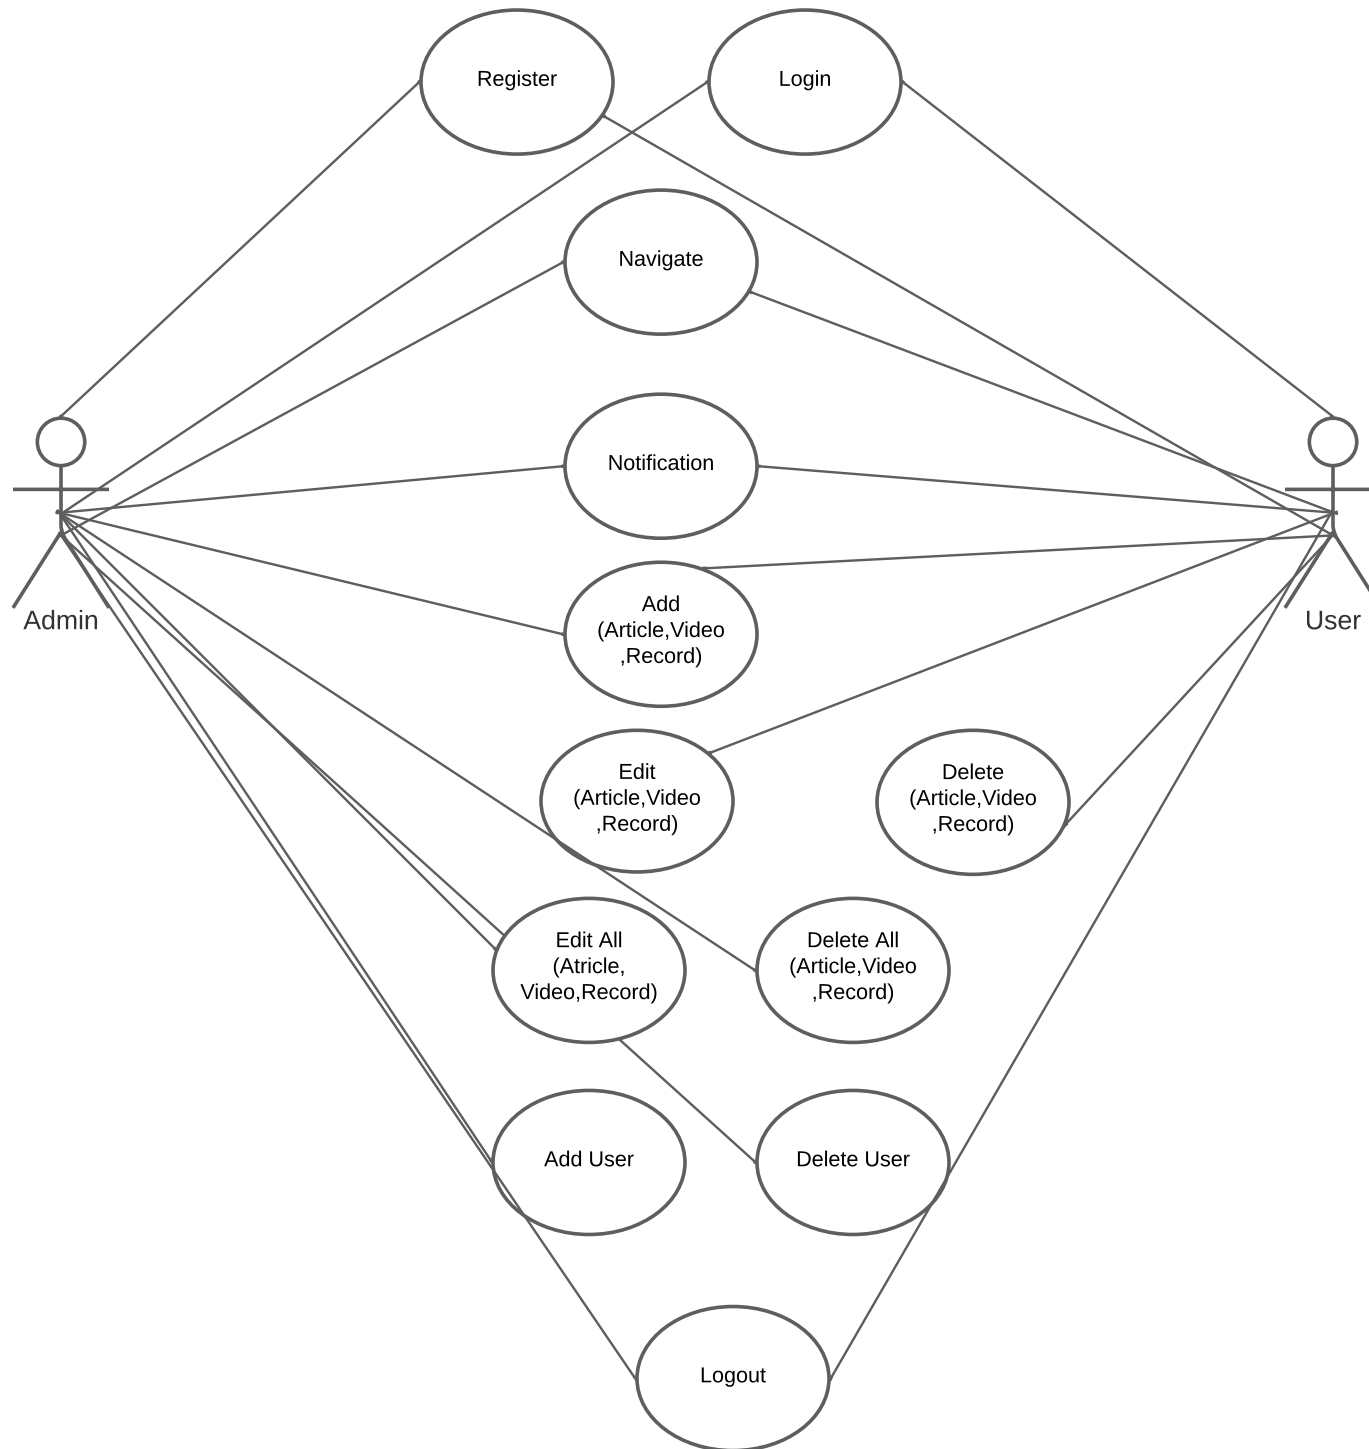 Register
Login
Navigate
Notification
Admin
User
Add
(Article,Video
,Record)
Edit
(Article,Video
,Record)
Delete
(Article,Video
,Record)
Edit All
(Atricle,
Video,Record)
Delete All
(Article,Video
,Record)
Add User
Delete User
Logout